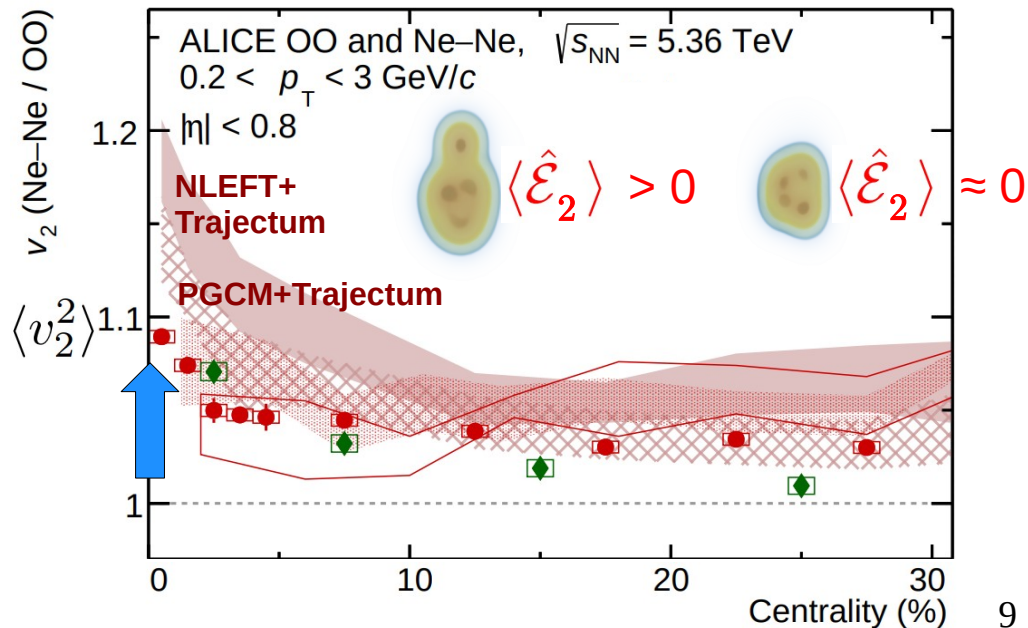 ALICE OO and Ne–Ne, √s_NN = 5.36 TeV
0.2 < p_T < 3 GeV/c
|η| < 0.8
v₂ (Ne–Ne / OO)
⟨v₂²⟩
NLEFT+
Trajectum
PGCM+Trajectum
⟨ℰ̂₂⟩ > 0
⟨ℰ̂₂⟩ ≈ 0
1.2
1.1
1
0 10 20 30
Centrality (%)
9